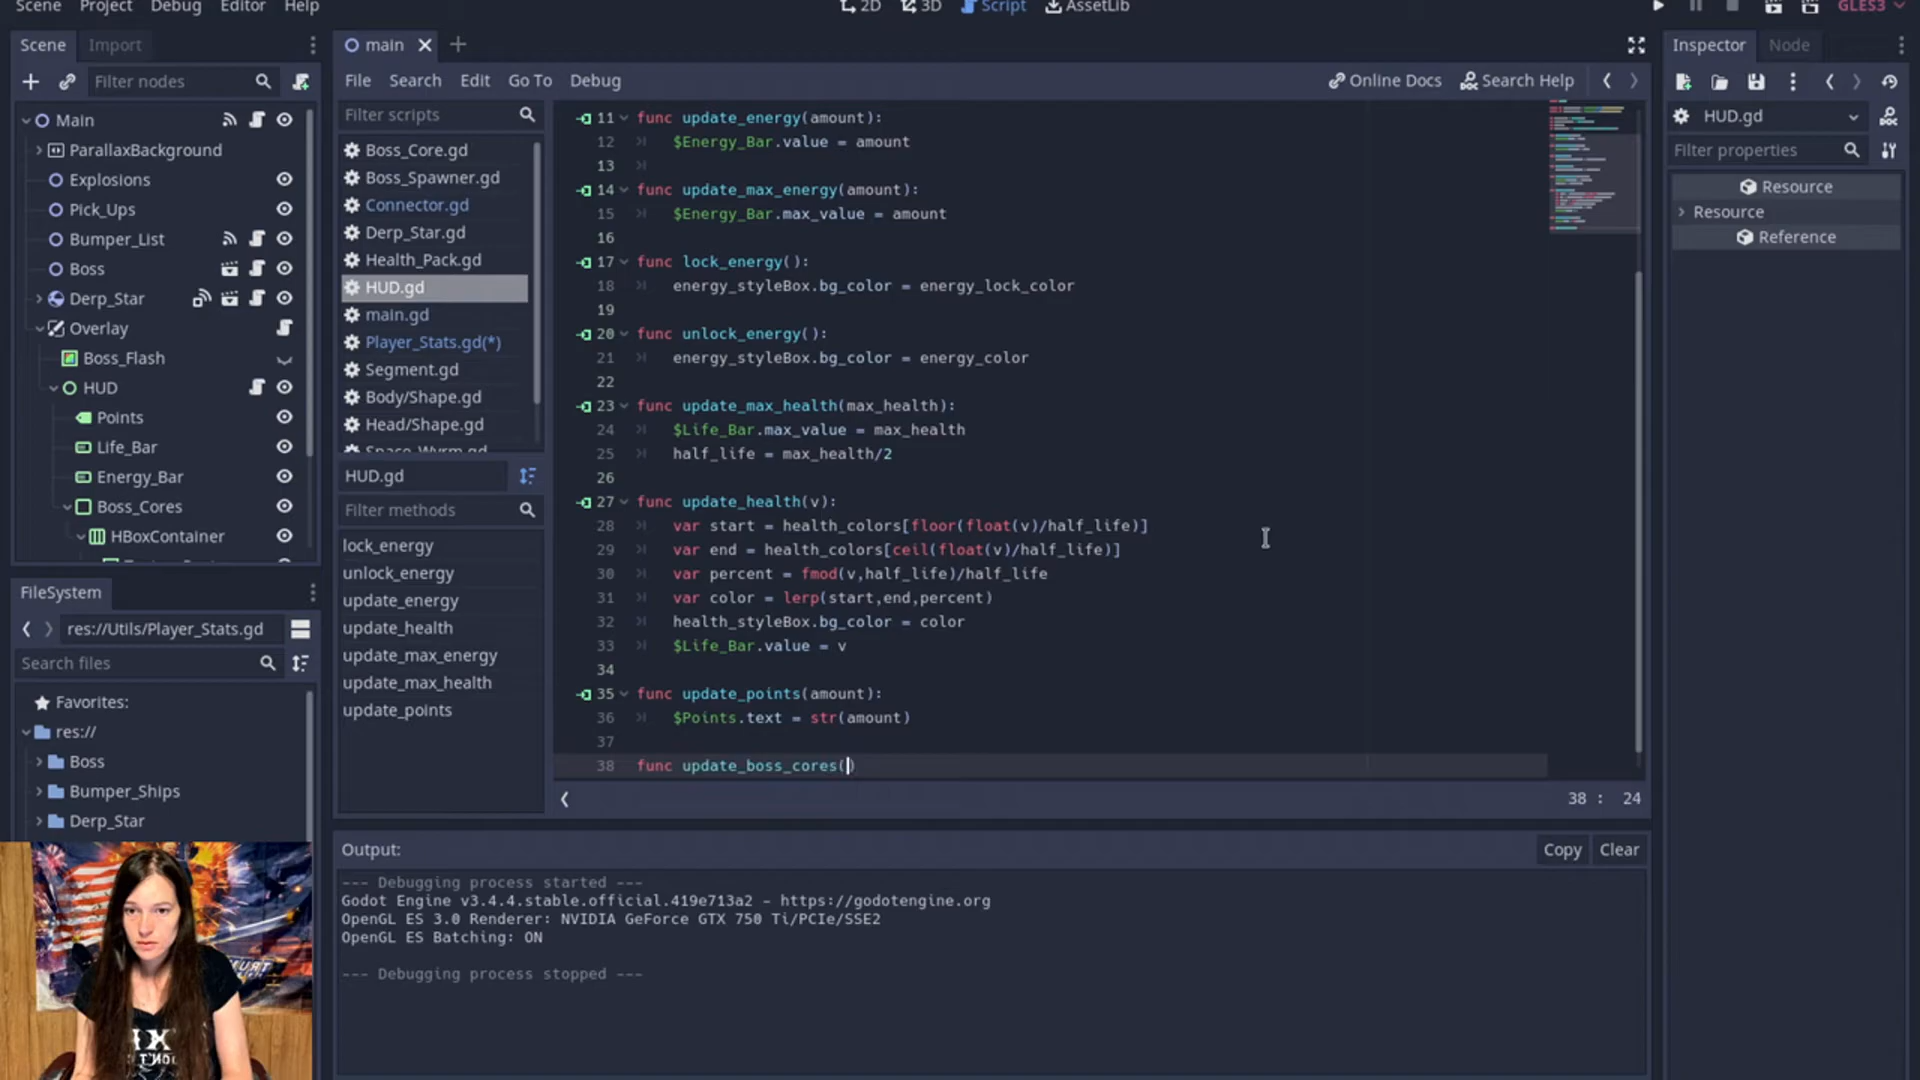 Scene Project Debug Editor Help
2D 3D Script AssetLib
GLES3
Scene Import
Filter nodes
Main
ParallaxBackground
Explosions
Pick_Ups
Bumper_List
Boss
Derp_Star
Overlay
Boss_Flash
HUD
Points
Life_Bar
Energy_Bar
Boss_Cores
HBoxContainer
FileSystem
res://Utils/Player_Stats.gd
Search files
Favorites:
res://
Boss
Bumper_Ships
Derp_Star
main
File Search Edit Go To Debug
Online Docs Search Help
Filter scripts
Boss_Core.gd
Boss_Spawner.gd
Connector.gd
Derp_Star.gd
Health_Pack.gd
HUD.gd
main.gd
Player_Stats.gd(*)
Segment.gd
Body/Shape.gd
Head/Shape.gd
Space_Wyrm.gd
HUD.gd
Filter methods
lock_energy
unlock_energy
update_energy
update_health
update_max_energy
update_max_health
update_points
11 func update_energy(amount):
12 $Energy_Bar.value = amount
13
14 func update_max_energy(amount):
15 $Energy_Bar.max_value = amount
16
17 func lock_energy():
18 energy_styleBox.bg_color = energy_lock_color
19
20 func unlock_energy():
21 energy_styleBox.bg_color = energy_color
22
23 func update_max_health(max_health):
24 $Life_Bar.max_value = max_health
25 half_life = max_health/2
26
27 func update_health(v):
28 var start = health_colors[floor(float(v)/half_life)]
29 var end = health_colors[ceil(float(v)/half_life)]
30 var percent = fmod(v,half_life)/half_life
31 var color = lerp(start,end,percent)
32 health_styleBox.bg_color = color
33 $Life_Bar.value = v
34
35 func update_points(amount):
36 $Points.text = str(amount)
37
38 func update_boss_cores()
38 : 24
Output:
Copy Clear
--- Debugging process started ---
Godot Engine v3.4.4.stable.official.419e713a2 - https://godotengine.org
OpenGL ES 3.0 Renderer: NVIDIA GeForce GTX 750 Ti/PCIe/SSE2
OpenGL ES Batching: ON
--- Debugging process stopped ---
Inspector Node
HUD.gd
Filter properties
Resource
Resource
Reference